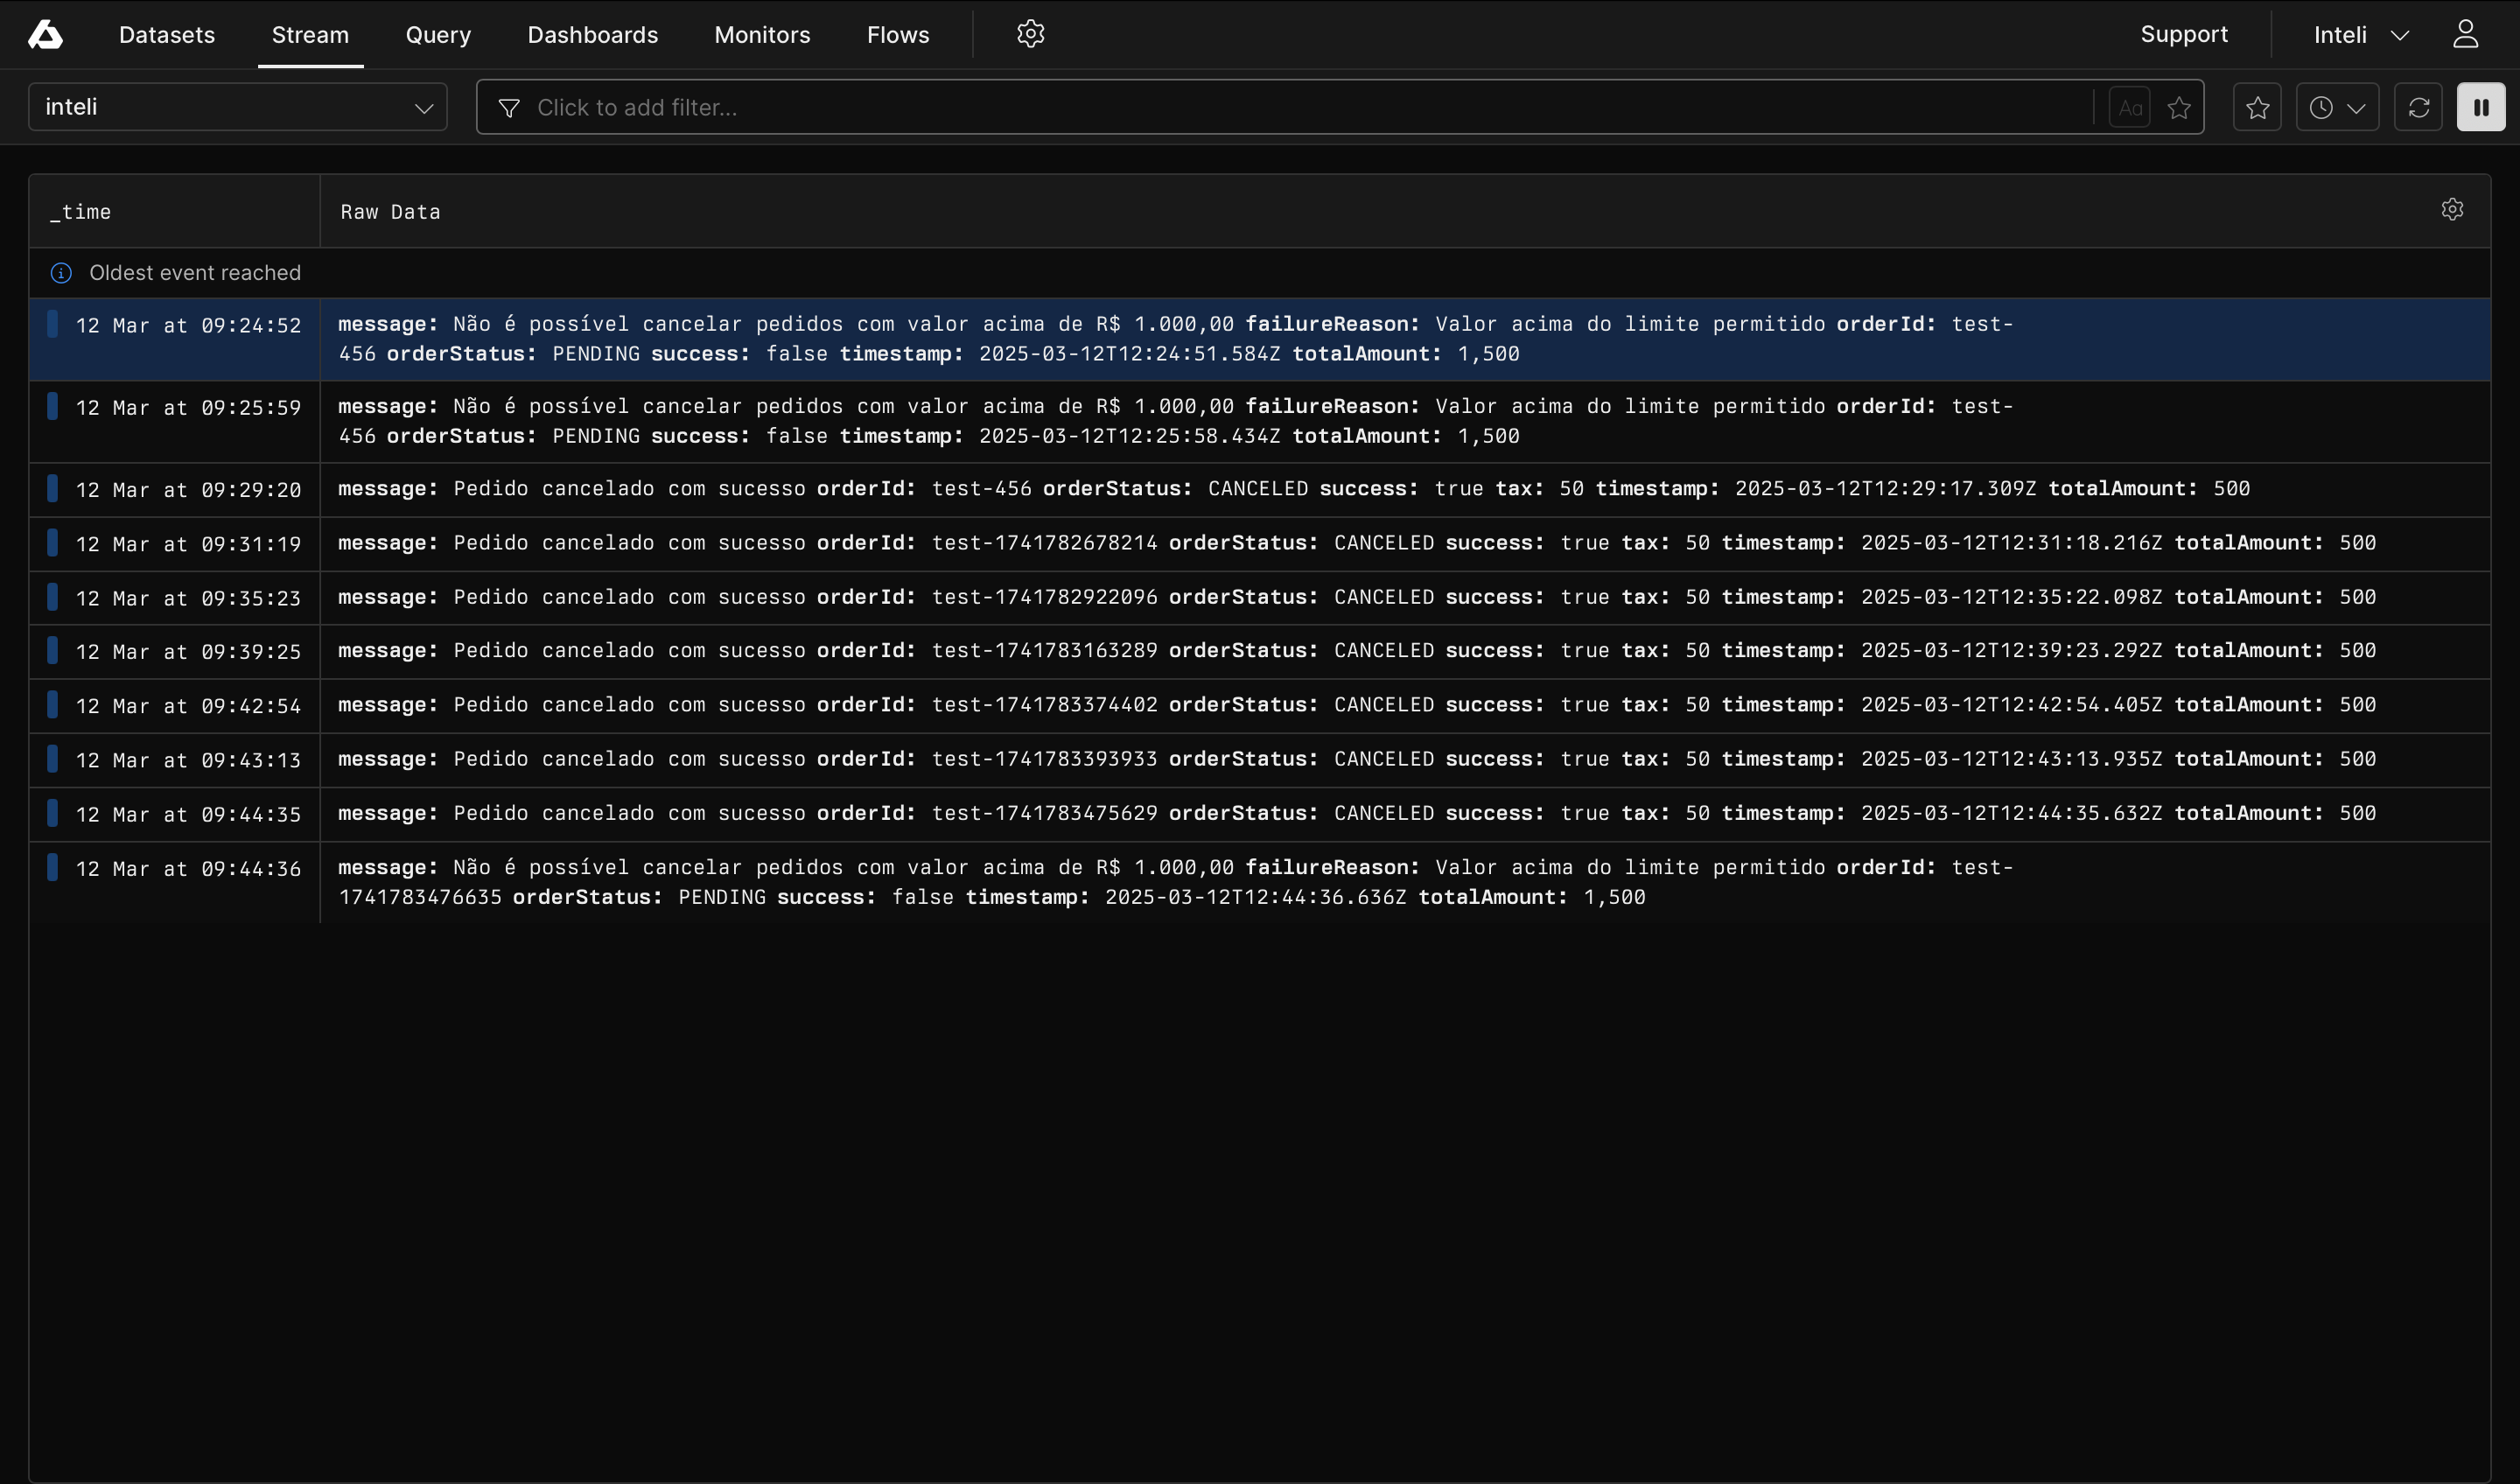 Datasets Stream Query Dashboards Monitors Flows Support Inteli
inteli Click to add filter... Aa
_time Raw Data
Oldest event reached
12 Mar at 09:24:52 message: Não é possível cancelar pedidos com valor acima de R$ 1.000,00 failureReason: Valor acima do limite permitido orderId: test-
456 orderStatus: PENDING success: false timestamp: 2025-03-12T12:24:51.584Z totalAmount: 1,500
12 Mar at 09:25:59 message: Não é possível cancelar pedidos com valor acima de R$ 1.000,00 failureReason: Valor acima do limite permitido orderId: test-
456 orderStatus: PENDING success: false timestamp: 2025-03-12T12:25:58.434Z totalAmount: 1,500
12 Mar at 09:29:20 message: Pedido cancelado com sucesso orderId: test-456 orderStatus: CANCELED success: true tax: 50 timestamp: 2025-03-12T12:29:17.309Z totalAmount: 500
12 Mar at 09:31:19 message: Pedido cancelado com sucesso orderId: test-1741782678214 orderStatus: CANCELED success: true tax: 50 timestamp: 2025-03-12T12:31:18.216Z totalAmount: 500
12 Mar at 09:35:23 message: Pedido cancelado com sucesso orderId: test-1741782922096 orderStatus: CANCELED success: true tax: 50 timestamp: 2025-03-12T12:35:22.098Z totalAmount: 500
12 Mar at 09:39:25 message: Pedido cancelado com sucesso orderId: test-1741783163289 orderStatus: CANCELED success: true tax: 50 timestamp: 2025-03-12T12:39:23.292Z totalAmount: 500
12 Mar at 09:42:54 message: Pedido cancelado com sucesso orderId: test-1741783374402 orderStatus: CANCELED success: true tax: 50 timestamp: 2025-03-12T12:42:54.405Z totalAmount: 500
12 Mar at 09:43:13 message: Pedido cancelado com sucesso orderId: test-1741783393933 orderStatus: CANCELED success: true tax: 50 timestamp: 2025-03-12T12:43:13.935Z totalAmount: 500
12 Mar at 09:44:35 message: Pedido cancelado com sucesso orderId: test-1741783475629 orderStatus: CANCELED success: true tax: 50 timestamp: 2025-03-12T12:44:35.632Z totalAmount: 500
12 Mar at 09:44:36 message: Não é possível cancelar pedidos com valor acima de R$ 1.000,00 failureReason: Valor acima do limite permitido orderId: test-
1741783476635 orderStatus: PENDING success: false timestamp: 2025-03-12T12:44:36.636Z totalAmount: 1,500